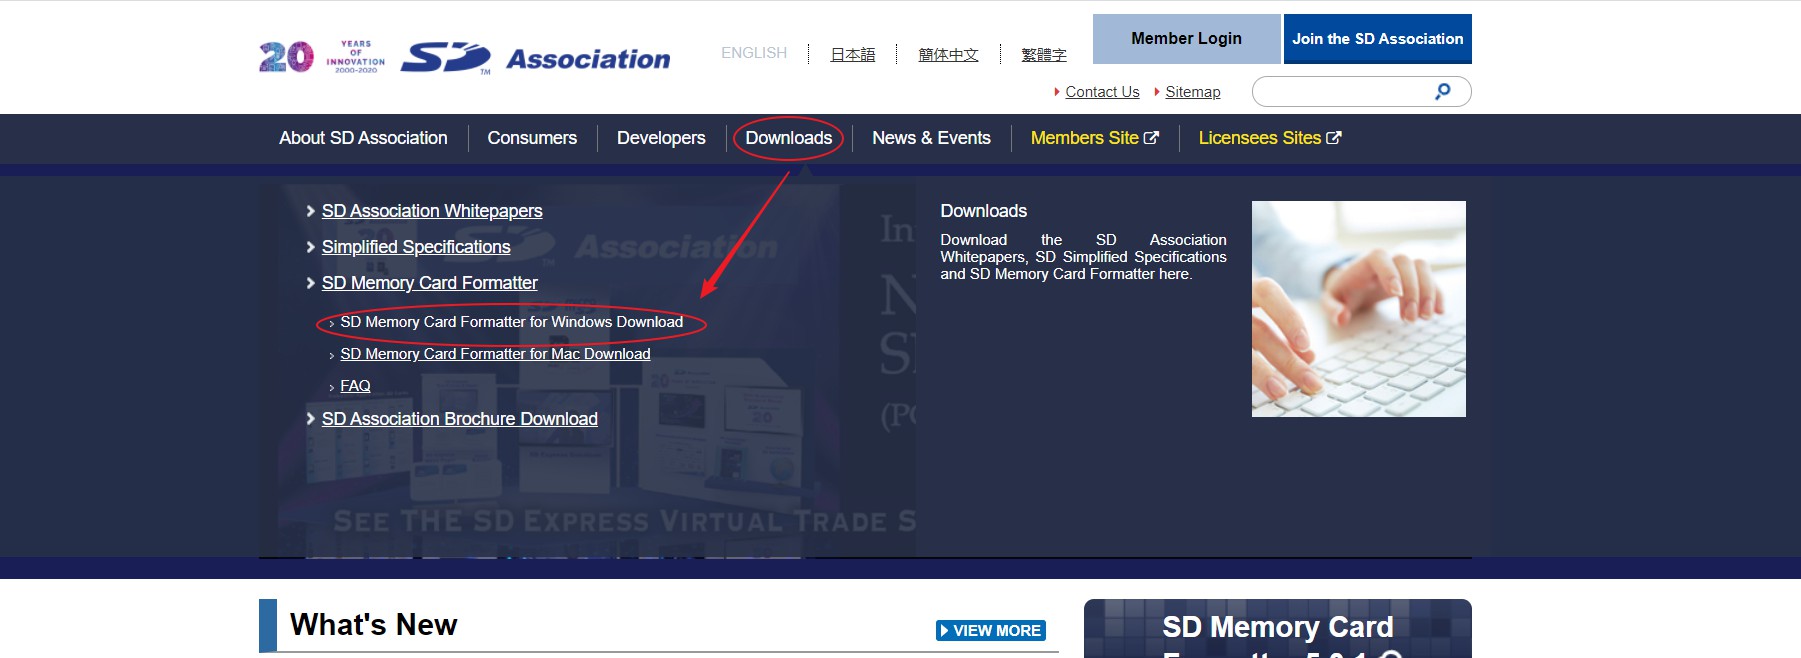 20 YEARS OF INNOVATION 2000-2020
SD TM Association
ENGLISH 日本語 簡体中文 繁體字
Member Login
Join the SD Association
Contact Us Sitemap
About SD Association Consumers Developers Downloads News & Events Members Site Licensees Sites
SD Association Whitepapers
Simplified Specifications
SD Memory Card Formatter
SD Memory Card Formatter for Windows Download
SD Memory Card Formatter for Mac Download
FAQ
SD Association Brochure Download
Association
SEE THE SD EXPRESS VIRTUAL TRADE S
Downloads
Download the SD Association
Whitepapers, SD Simplified Specifications
and SD Memory Card Formatter here.
What's New
VIEW MORE
SD Memory Card